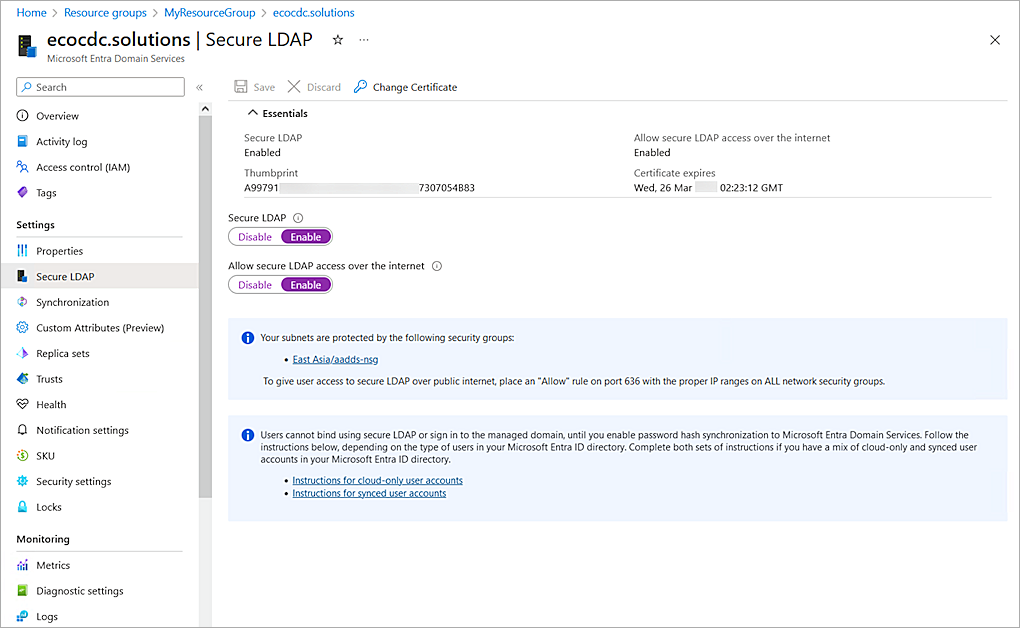 Home > Resource groups > MyResourceGroup > ecocdc.solutions
ecocdc.solutions | Secure LDAP
Microsoft Entra Domain Services
Search
Overview
Activity log
Access control (IAM)
Tags
Settings
Properties
Secure LDAP
Synchronization
Custom Attributes (Preview)
Replica sets
Trusts
Health
Notification settings
SKU
Security settings
Locks
Monitoring
Metrics
Diagnostic settings
Logs
Save Discard Change Certificate
Essentials
Secure LDAP
Enabled
Thumbprint
A99791 7307054B83
Allow secure LDAP access over the internet
Enabled
Certificate expires
Wed, 26 Mar 02:23:12 GMT
Secure LDAP
Disable Enable
Allow secure LDAP access over the internet
Disable Enable
Your subnets are protected by the following security groups:
• East Asia/aadds-nsg
To give user access to secure LDAP over public internet, place an "Allow" rule on port 636 with the proper IP ranges on ALL network security groups.
Users cannot bind using secure LDAP or sign in to the managed domain, until you enable password hash synchronization to Microsoft Entra Domain Services. Follow the
instructions below, depending on the type of users in your Microsoft Entra ID directory. Complete both sets of instructions if you have a mix of cloud-only and synced user
accounts in your Microsoft Entra ID directory.
• Instructions for cloud-only user accounts
• Instructions for synced user accounts